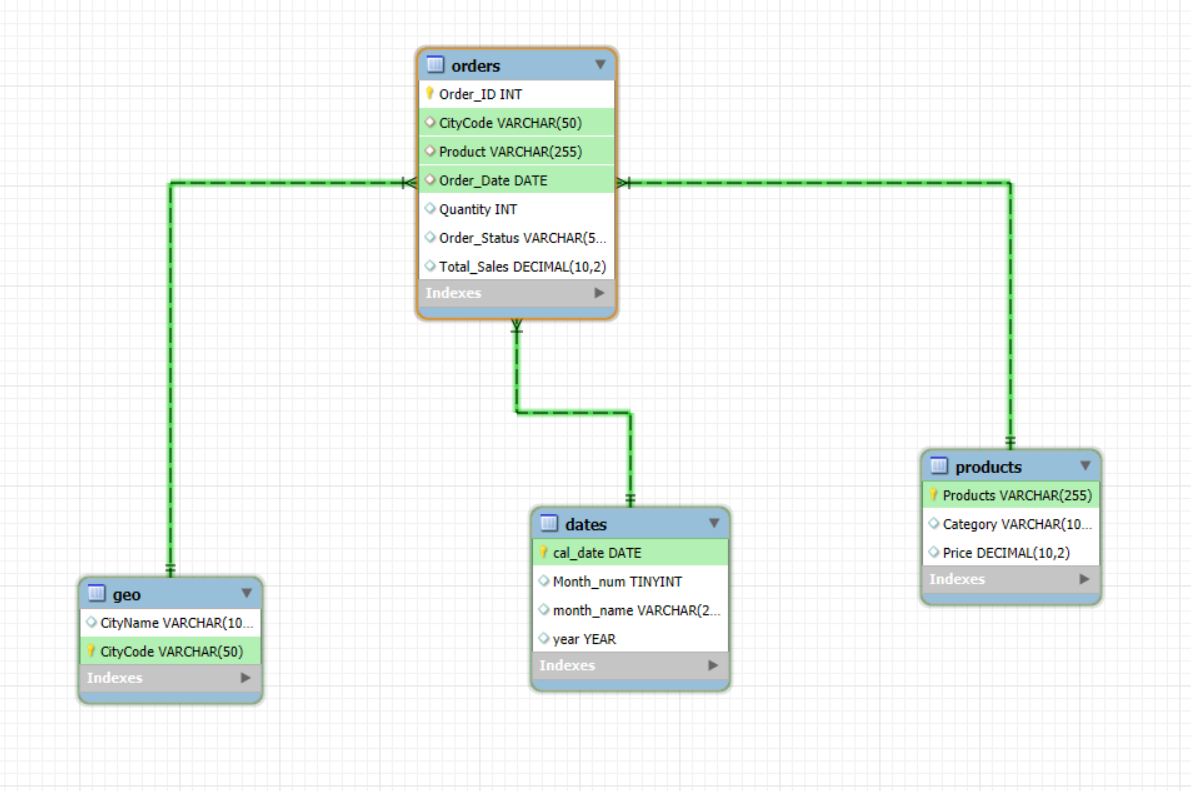 orders
Order_ID INT
CityCode VARCHAR(50)
Product VARCHAR(255)
Order_Date DATE
Quantity INT
Order_Status VARCHAR(5...
Total_Sales DECIMAL(10,2)
Indexes
products
Products VARCHAR(255)
Category VARCHAR(10...
Price DECIMAL(10,2)
Indexes
dates
cal_date DATE
Month_num TINYINT
month_name VARCHAR(2...
year YEAR
Indexes
geo
CityName VARCHAR(10...
CityCode VARCHAR(50)
Indexes